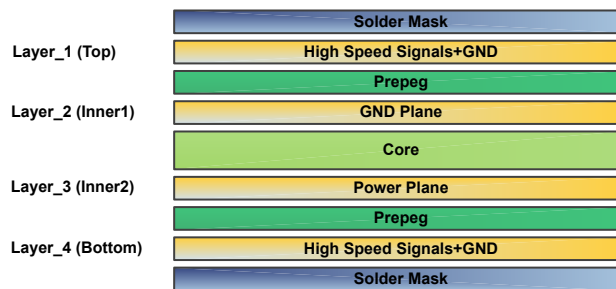 Solder Mask
Layer_1 (Top) High Speed Signals+GND
Prepeg
Layer_2 (Inner1) GND Plane
Core
Layer_3 (Inner2) Power Plane
Prepeg
Layer_4 (Bottom) High Speed Signals+GND
Solder Mask